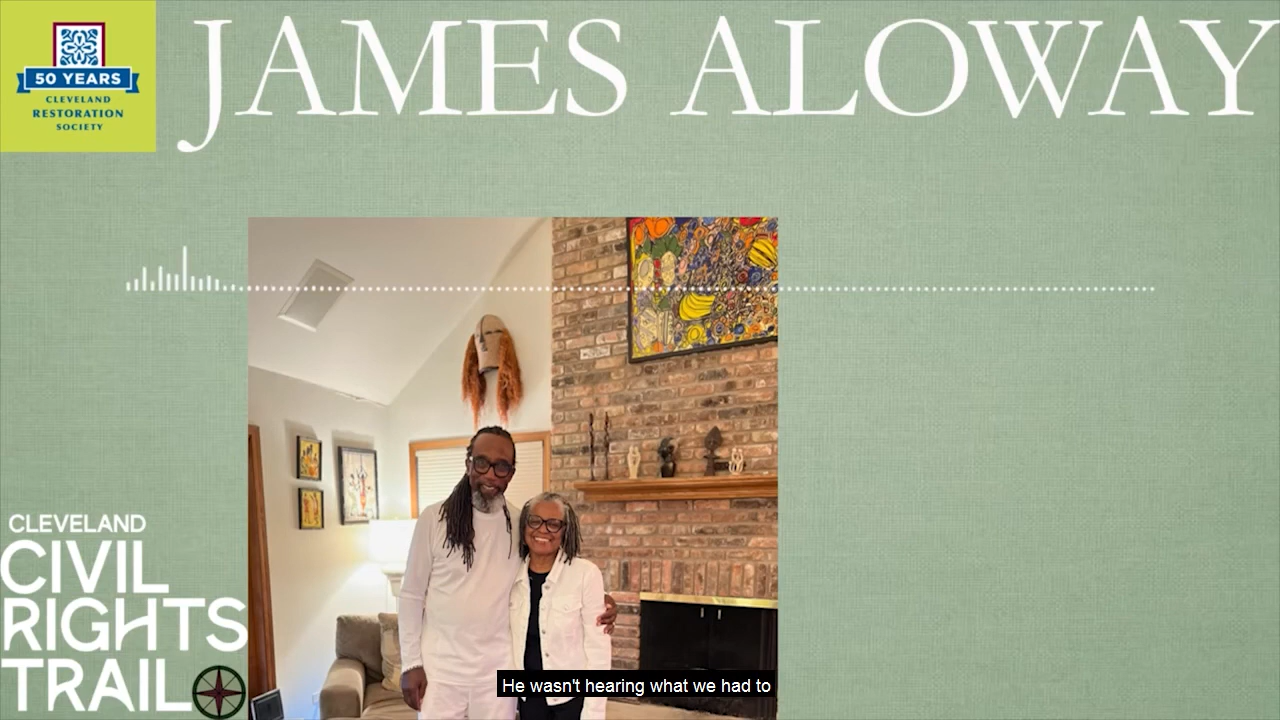 50 YEARS
CLEVELAND
RESTORATION
SOCIETY
JAMES ALOWAY
CLEVELAND
CIVIL
RIGHTS
TRAIL
He wasn't hearing what we had to